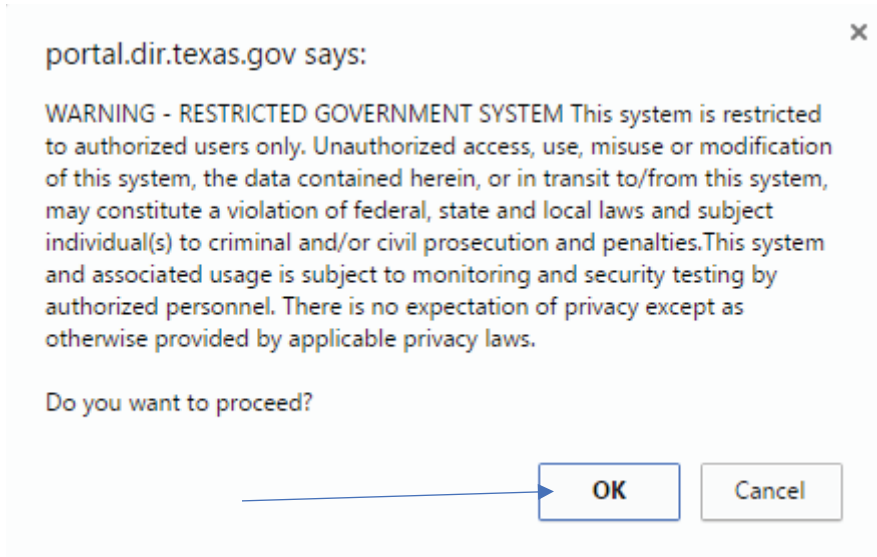 portal.dir.texas.gov says:
WARNING - RESTRICTED GOVERNMENT SYSTEM This system is restricted
to authorized users only. Unauthorized access, use, misuse or modification
of this system, the data contained herein, or in transit to/from this system,
may constitute a violation of federal, state and local laws and subject
individual(s) to criminal and/or civil prosecution and penalties.This system
and associated usage is subject to monitoring and security testing by
authorized personnel. There is no expectation of privacy except as
otherwise provided by applicable privacy laws.
Do you want to proceed?
OK Cancel